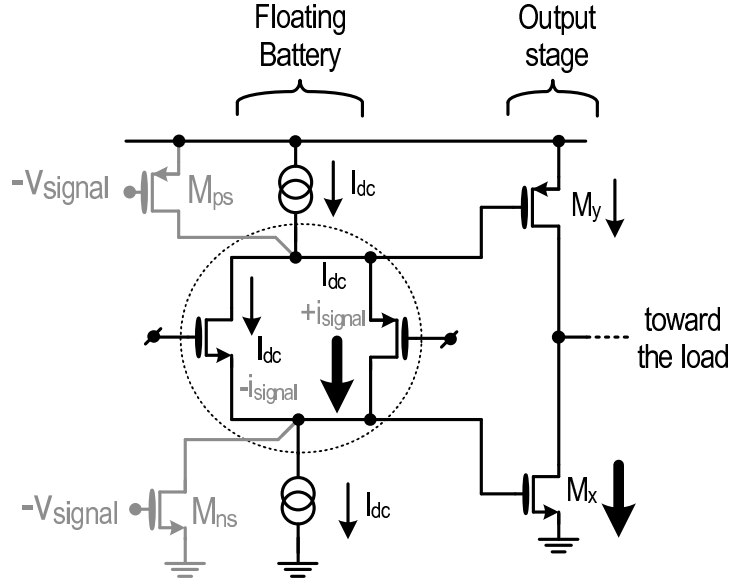 Floating
Battery
Output
stage
-Vsignal
Mps
Idc
My
Idc
+isignal
Idc
-isignal
toward
the load
-Vsignal
Mns
Idc
Mx